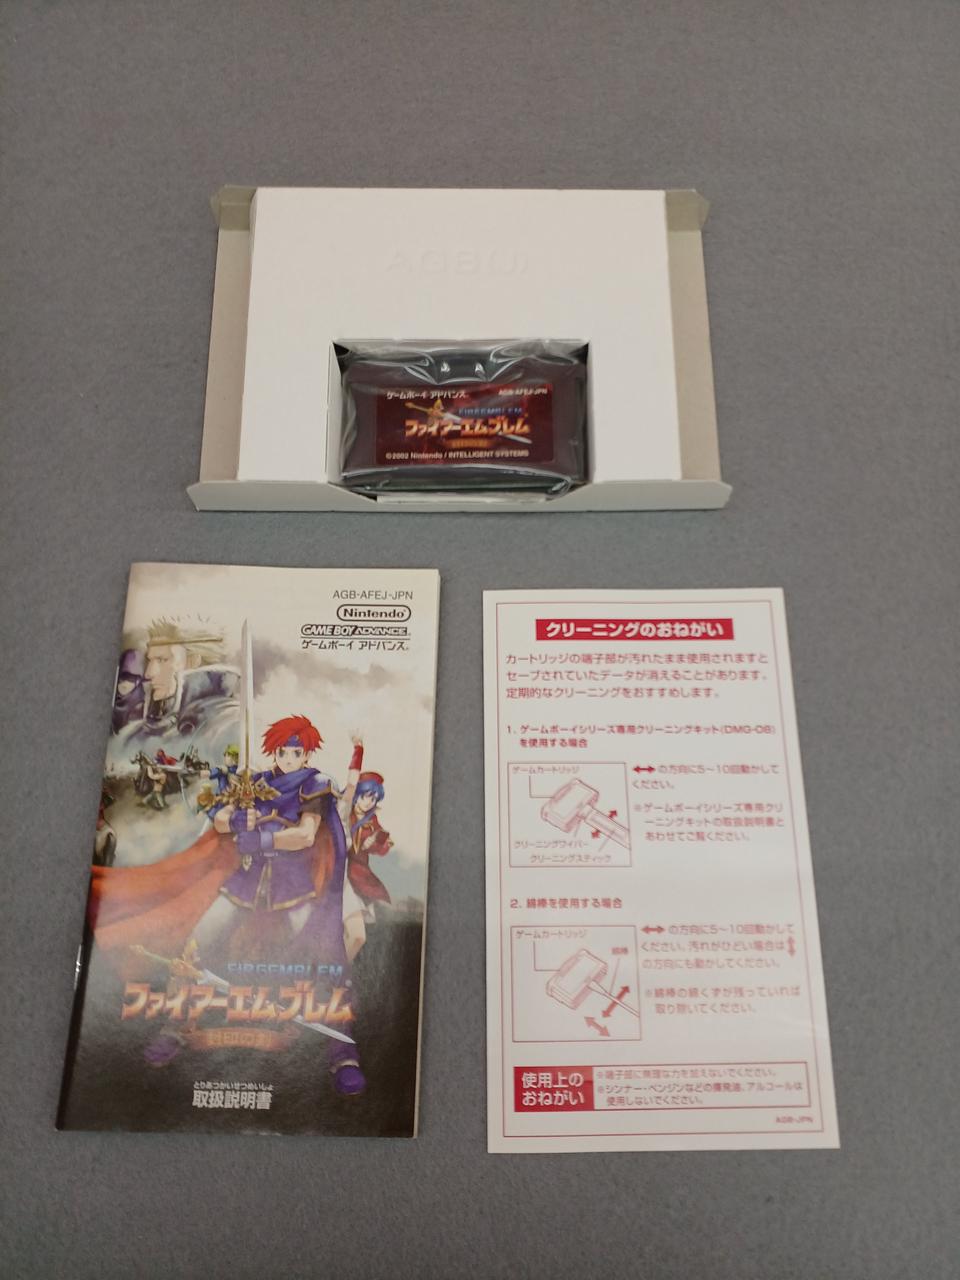 AGB(J)
ゲームボーイ アドバンス
AGB-AFEJ-JPN
FIREEMBLEM
ファイアーエムブレム
©2002 Nintendo / INTELLIGENT SYSTEMS
AGB-AFEJ-JPN
Nintendo®
GAME BOY ADVANCE®
ゲームボーイ アドバンス®
FIREEMBLEM
ファイアーエムブレム®
封印の剣
とりあつかいせつめいしょ
取扱説明書
クリーニングのおねがい
カートリッジの端子部が汚れたまま使用されますと
セーブされていたデータが消えることがあります。
定期的なクリーニングをおすすめします。
1. ゲームボーイシリーズ専用クリーニングキット(DMG-08)
を使用する場合
ゲームカートリッジ
クリーニングワイパー
クリーニングスティック
の方向に5〜10回動かして
ください。
※ゲームボーイシリーズ専用クリ
ーニングキットの取扱説明書と
あわせてご覧ください。
2. 綿棒を使用する場合
ゲームカートリッジ
綿棒
の方向に5〜10回動かして
ください。汚れがひどい場合は
の方向にも動かしてください。
※綿棒の綿くずが残っていれば
取り除いてください。
使用上の
おねがい
※端子部に無理な力を加えないでください。
※シンナー・ベンジンなどの揮発油、アルコールは
使用しないでください。
AGB-JPN